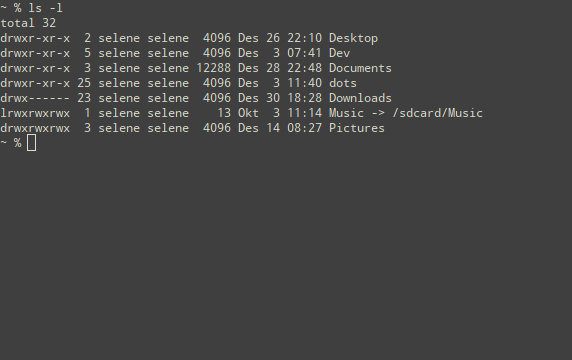 ~ % ls -l
total 32
drwxr-xr-x  2 selene selene  4096 Des 26 22:10 Desktop
drwxr-xr-x  5 selene selene  4096 Des  3 07:41 Dev
drwxr-xr-x  3 selene selene 12288 Des 28 22:48 Documents
drwxr-xr-x 25 selene selene  4096 Des  3 11:40 dots
drwx------ 23 selene selene  4096 Des 30 18:28 Downloads
lrwxrwxrwx  1 selene selene    13 Okt  3 11:14 Music -> /sdcard/Music
drwxrwxrwx  3 selene selene  4096 Des 14 08:27 Pictures
~ %